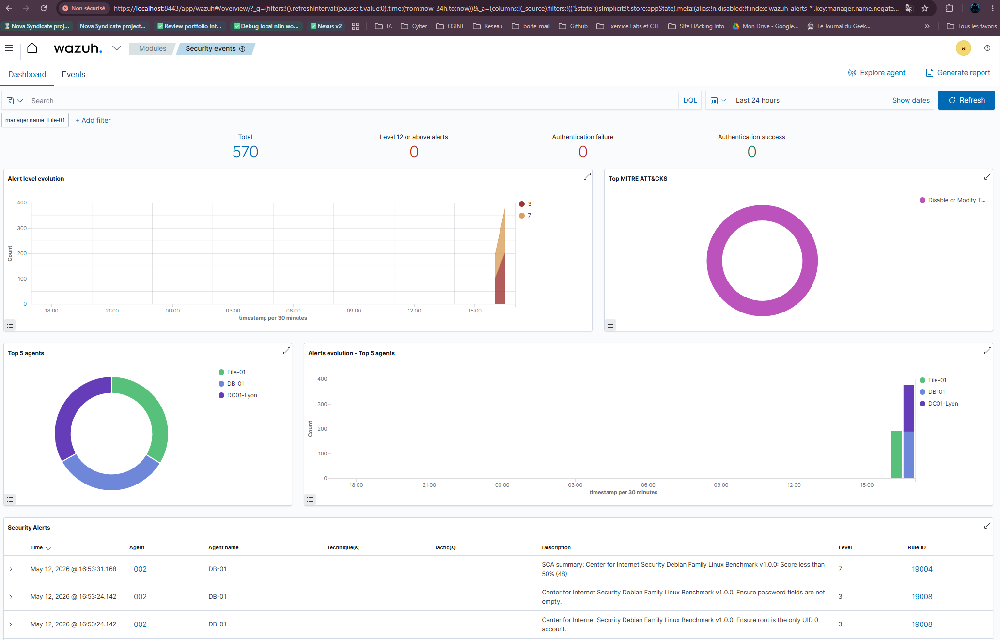 Non sécurisé
https://localhost:8443/app/wazuh#/overview/?_g=(filters:!(),refreshInterval:(pause:!t,value:0),time:(from:now-24h,to:now))&_a=(columns:!(_source),filters:!(('$state':(isImplicit:!t,store:appState),meta:(alias:!n,disabled:!f,index:'wazuh-alerts-*',key:manager.name,negate...
Nova Syndicate proj...
Nova Syndicate project...
Review portfolio int...
Debug local n8n wo...
Nexus v2
IA
Cyber
OSINT
Reseau
boite_mail
Github
Exercice Labs et CTF
SIte HAcking Info
Mon Drive - Google...
Le Journal du Geek...
»
Tous les favoris
wazuh.
Modules
Security events
a
Dashboard
Events
Explore agent
Generate report
Search
DQL
Last 24 hours
Show dates
Refresh
manager.name: File-01
+ Add filter
Total
570
Level 12 or above alerts
0
Authentication failure
0
Authentication success
0
Alert level evolution
400
300
200
100
0
Count
18:00 21:00 00:00 03:00 06:00 09:00 12:00 15:00
timestamp per 30 minutes
3
7
Top MITRE ATT&CKS
Disable or Modify T...
Top 5 agents
File-01
DB-01
DC01-Lyon
Alerts evolution - Top 5 agents
400
300
200
100
0
Count
18:00 21:00 00:00 03:00 06:00 09:00 12:00 15:00
timestamp per 30 minutes
File-01
DB-01
DC01-Lyon
Security Alerts
Time Agent Agent name Technique(s) Tactic(s) Description Level Rule ID
May 12, 2026 @ 16:53:31.168 002 DB-01 SCA summary: Center for Internet Security Debian Family Linux Benchmark v1.0.0: Score less than 7 19004
50% (48)
May 12, 2026 @ 16:53:24.142 002 DB-01 Center for Internet Security Debian Family Linux Benchmark v1.0.0: Ensure password fields are not 3 19008
empty.
May 12, 2026 @ 16:53:24.142 002 DB-01 Center for Internet Security Debian Family Linux Benchmark v1.0.0: Ensure root is the only UID 0 3 19008
account.